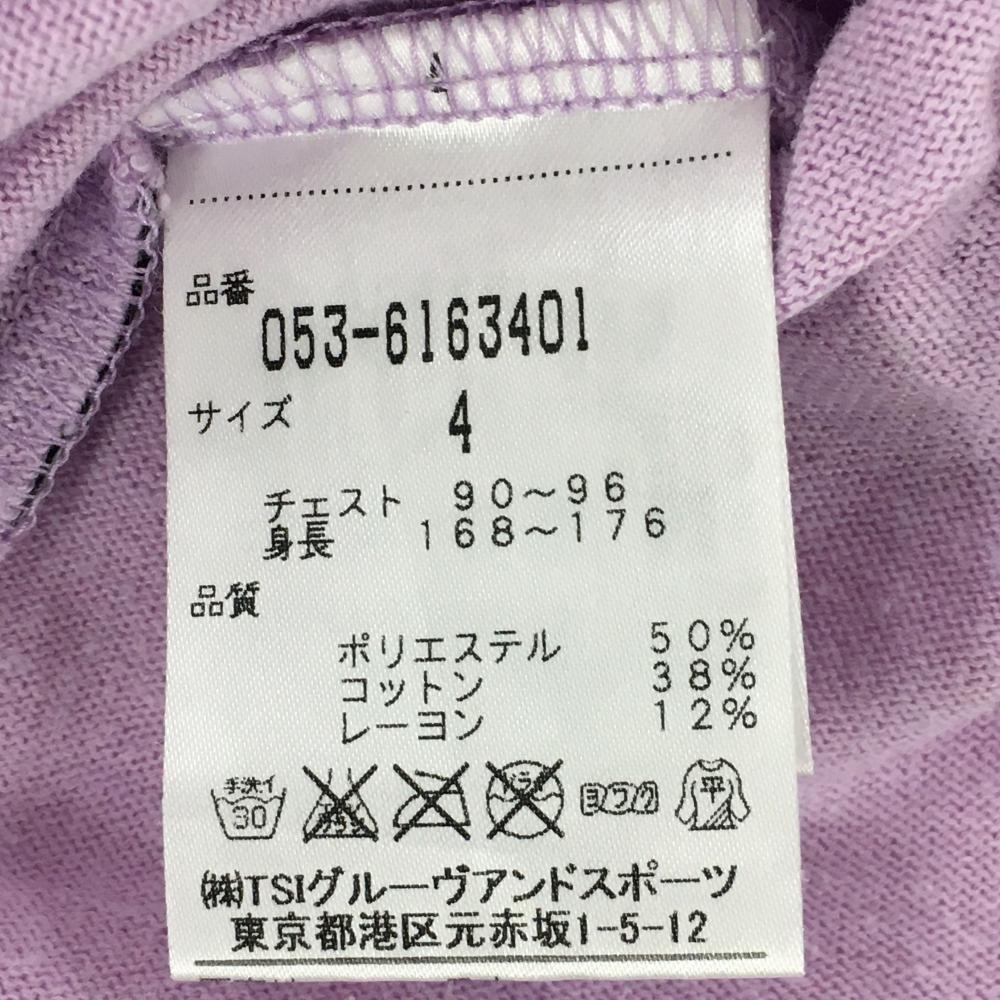 品番
053-6163401
サイズ 4
チェスト 90～96
身長 168～176
品質
ポリエステル 50%
コットン 38%
レーヨン 12%
手洗イ 30 ヨワク 平
㈱TSIグルーヴアンドスポーツ
東京都港区元赤坂1-5-12